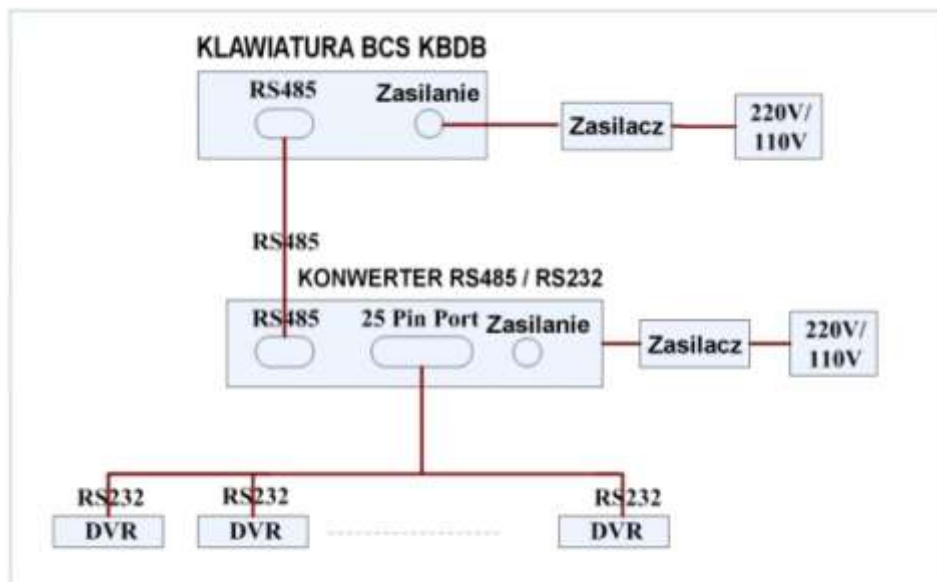 KLAWIATURA BCS KBDB
RS485
Zasilanie
Zasilacz
220V/
110V
RS485
KONWERTER RS485 / RS232
RS485
25 Pin Port
Zasilanie
Zasilacz
220V/
110V
RS232
RS232
RS232
DVR
DVR
DVR